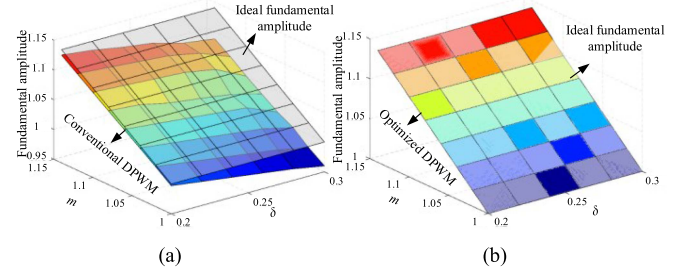 Fundamental amplitude
1.15
1.1
1.05
1
0.95
1.15
1.1
1.05
1
m
0.2
0.25
0.3
δ
Ideal fundamental
amplitude
Conventional DPWM
(a)
Fundamental amplitude
1.15
1.1
1.05
1
1.15
1.1
1.05
1
m
0.2
0.25
0.3
δ
Ideal fundamental
amplitude
Optimized DPWM
(b)